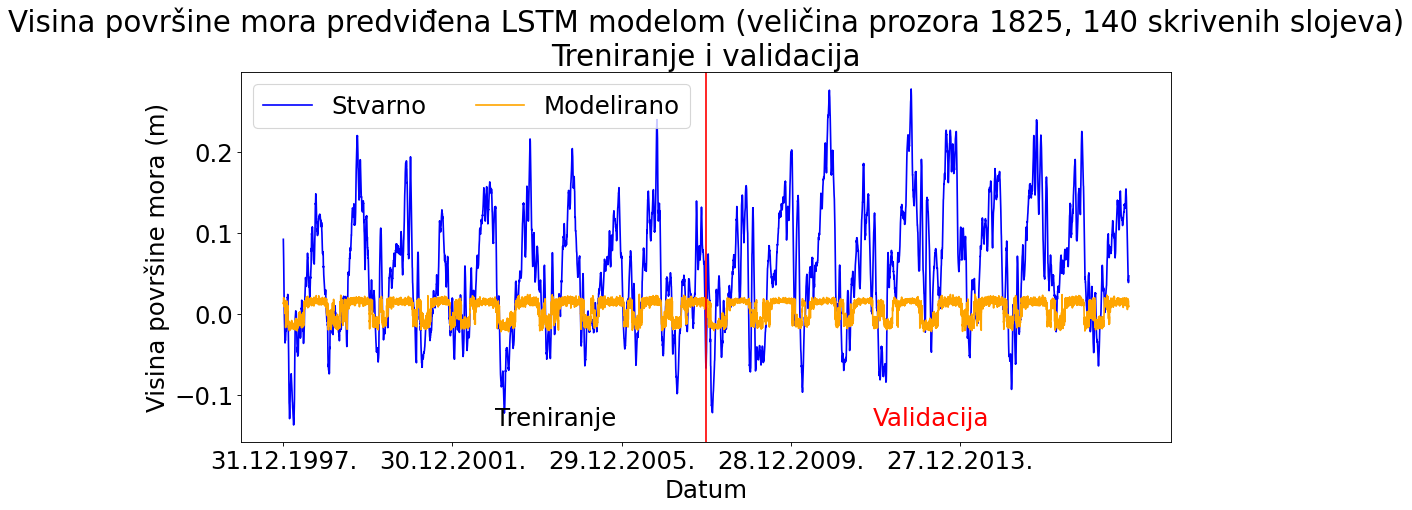 Visina površine mora predviđena LSTM modelom (veličina prozora 1825, 140 skrivenih slojeva)
Treniranje i validacija
Stvarno
Modelirano
Visina površine mora (m)
0.2
0.1
0.0
−0.1
Treniranje
Validacija
31.12.1997.
30.12.2001.
29.12.2005.
28.12.2009.
27.12.2013.
Datum